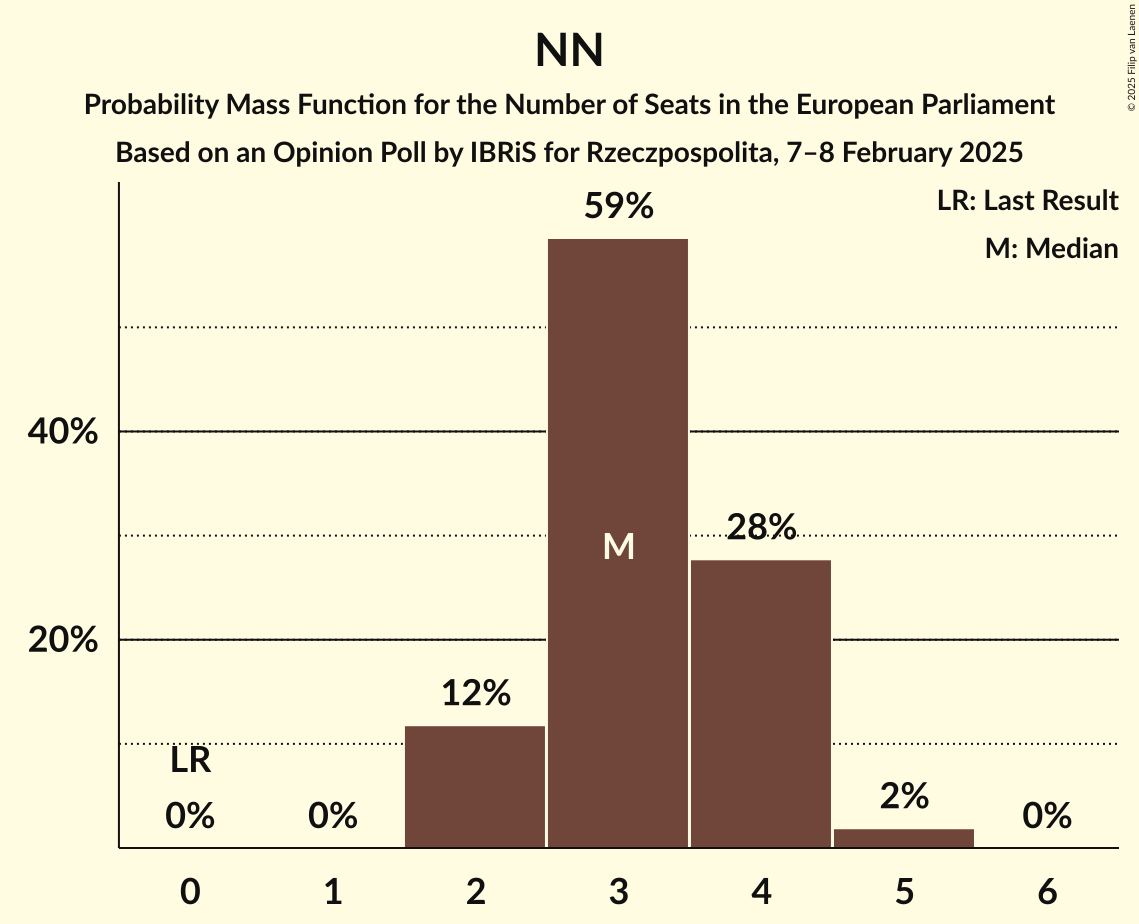 NN
Probability Mass Function for the Number of Seats in the European Parliament
Based on an Opinion Poll by IBRiS for Rzeczpospolita, 7–8 February 2025
© 2025 Filip van Laenen
LR: Last Result
M: Median
59%
40%
28%
M
20%
12%
LR
0%
0%
2%
0%
0
1
2
3
4
5
6